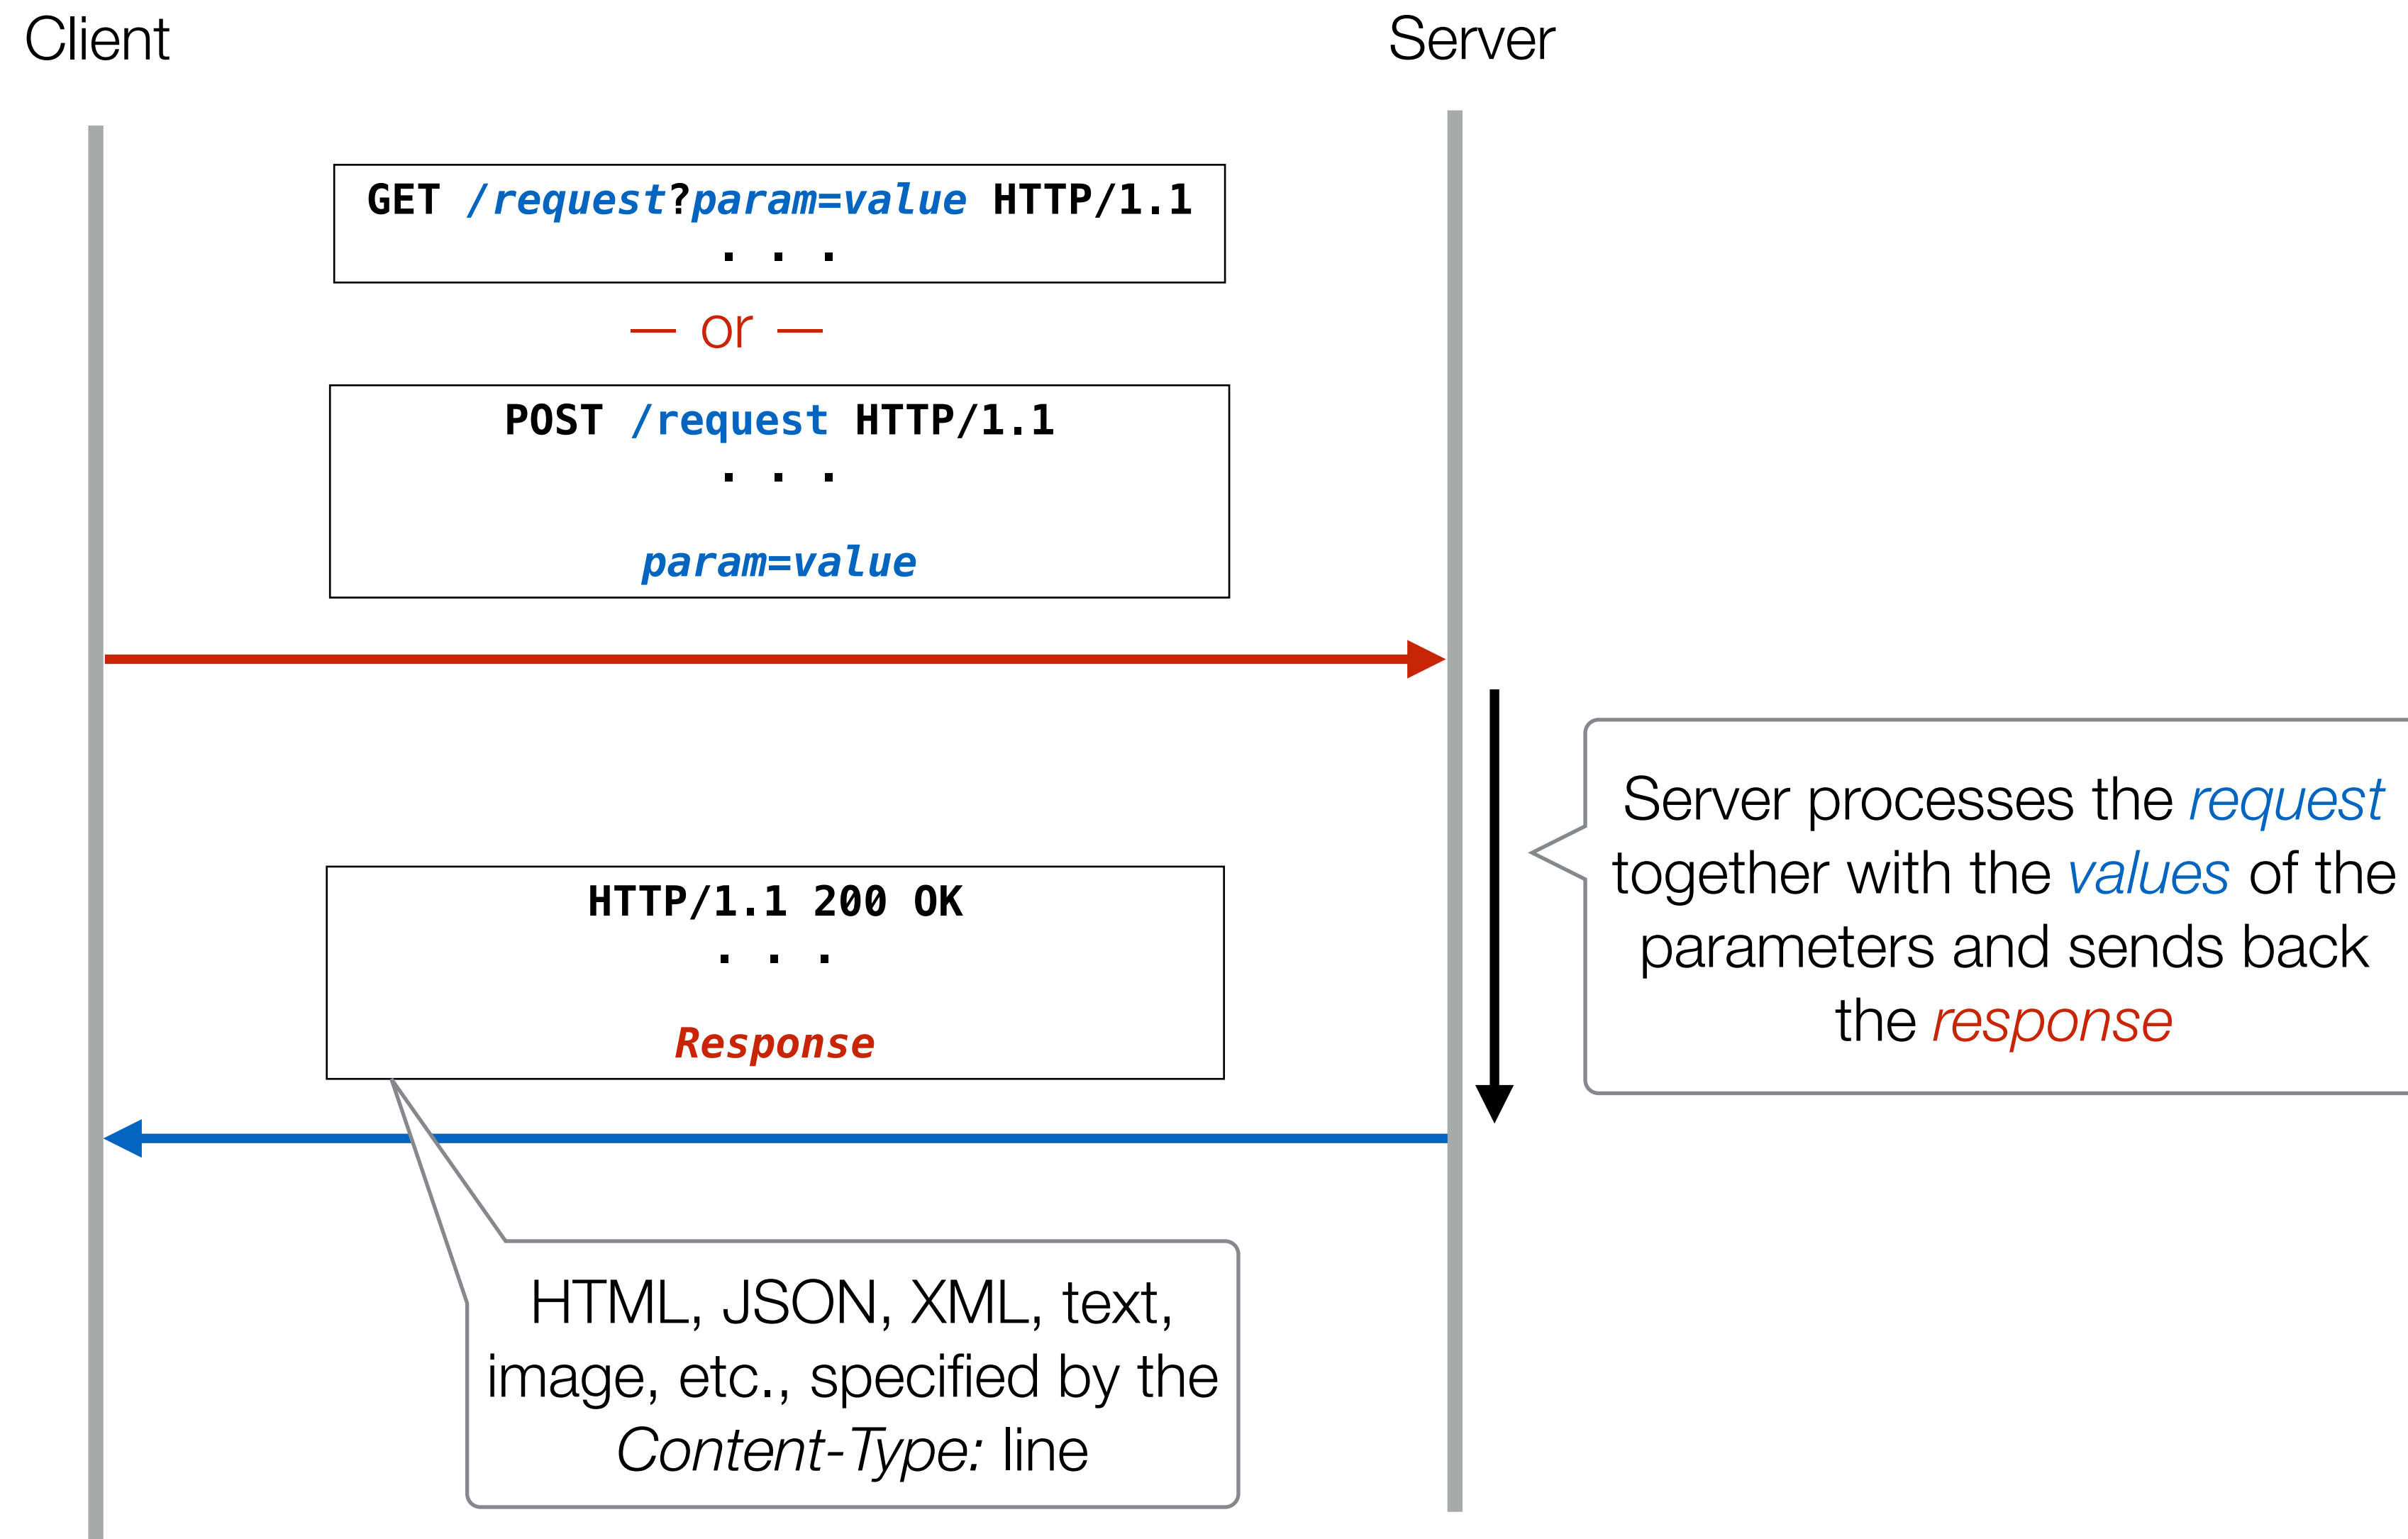 Client
Server
GET /request?param=value HTTP/1.1
. . .
— or —
POST /request HTTP/1.1
. . .
param=value
Server processes the request
together with the values of the
parameters and sends back
the response
HTTP/1.1 200 OK
. . .
Response
HTML, JSON, XML, text,
image, etc., specified by the
Content-Type: line